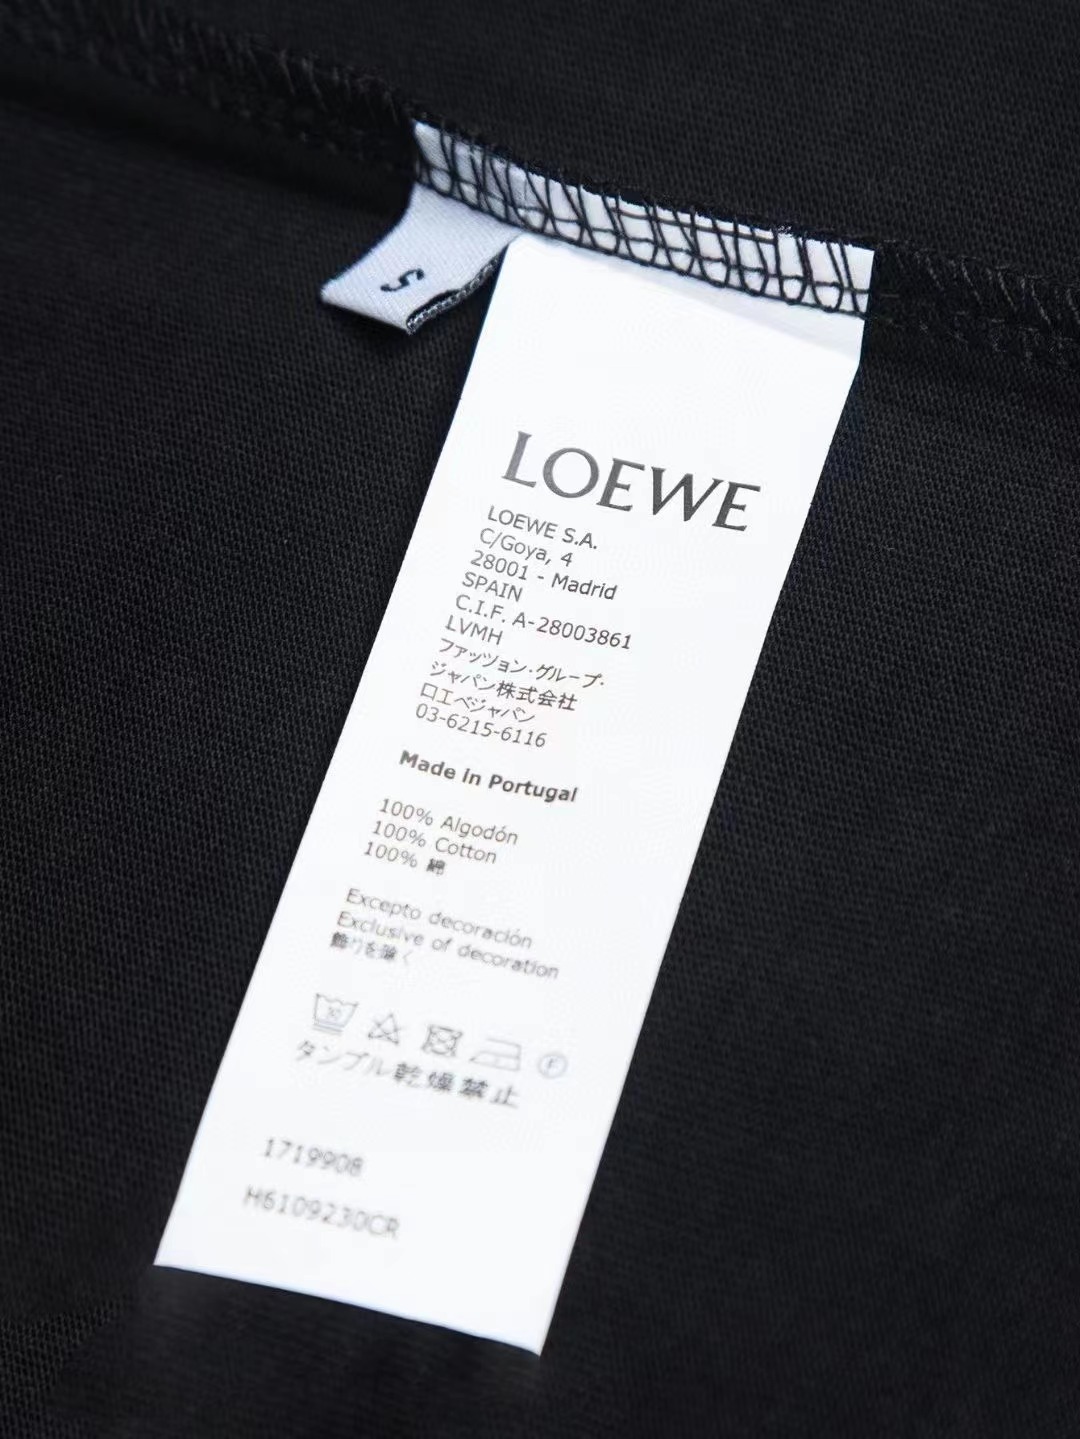 S
LOEWE
LOEWE S.A.
C/Goya, 4
28001 - Madrid
SPAIN
C.I.F. A-28003861
LVMH
ファッション・グループ・
ジャパン株式会社
ロエベジャパン
03-6215-6116
Made in Portugal
100% Algodón
100% Cotton
100% 綿
Excepto decoración
Exclusive of decoration
飾りを除く
30
F
タンブル乾燥禁止
1719908
H6109230CR